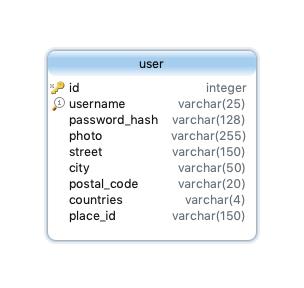 user
id integer
username varchar(25)
password_hash varchar(128)
photo varchar(255)
street varchar(150)
city varchar(50)
postal_code varchar(20)
countries varchar(4)
place_id varchar(150)